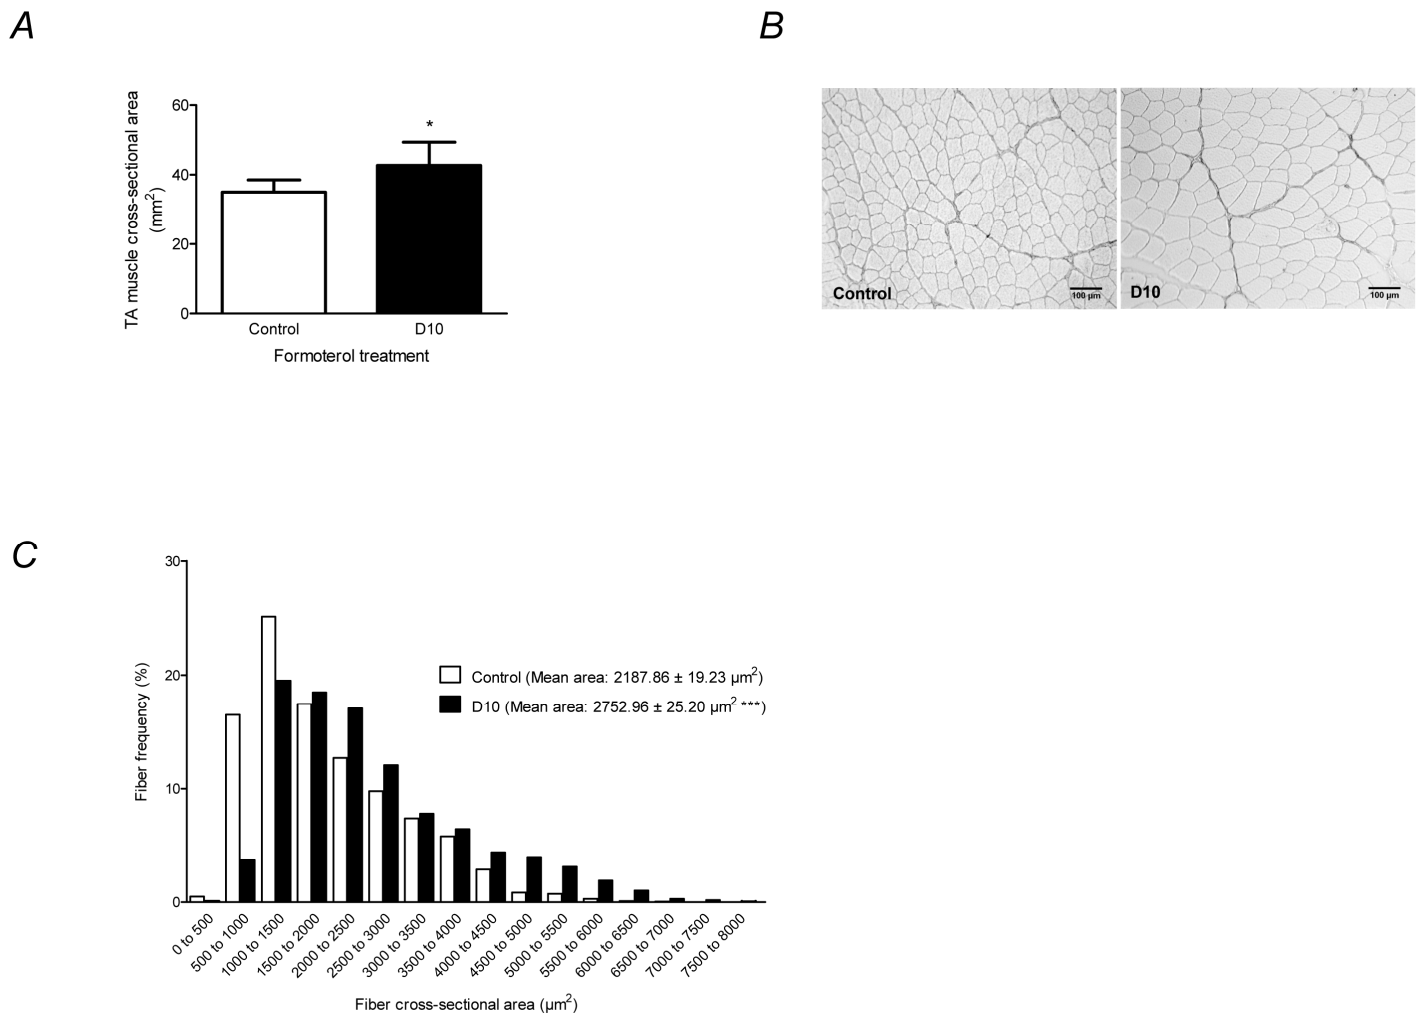 A
B
60
40
20
0
TA muscle cross-sectional area
(mm2)
*
Control
D10
Formoterol treatment
Control
100 µm
D10
100 µm
C
30
20
10
0
Fiber frequency (%)
Control (Mean area: 2187.86 ± 19.23 µm2)
D10 (Mean area: 2752.96 ± 25.20 µm2 ***)
0 to 500
500 to 1000
1000 to 1500
1500 to 2000
2000 to 2500
2500 to 3000
3000 to 3500
3500 to 4000
4000 to 4500
4500 to 5000
5000 to 5500
5500 to 6000
6000 to 6500
6500 to 7000
7000 to 7500
7500 to 8000
Fiber cross-sectional area (µm2)